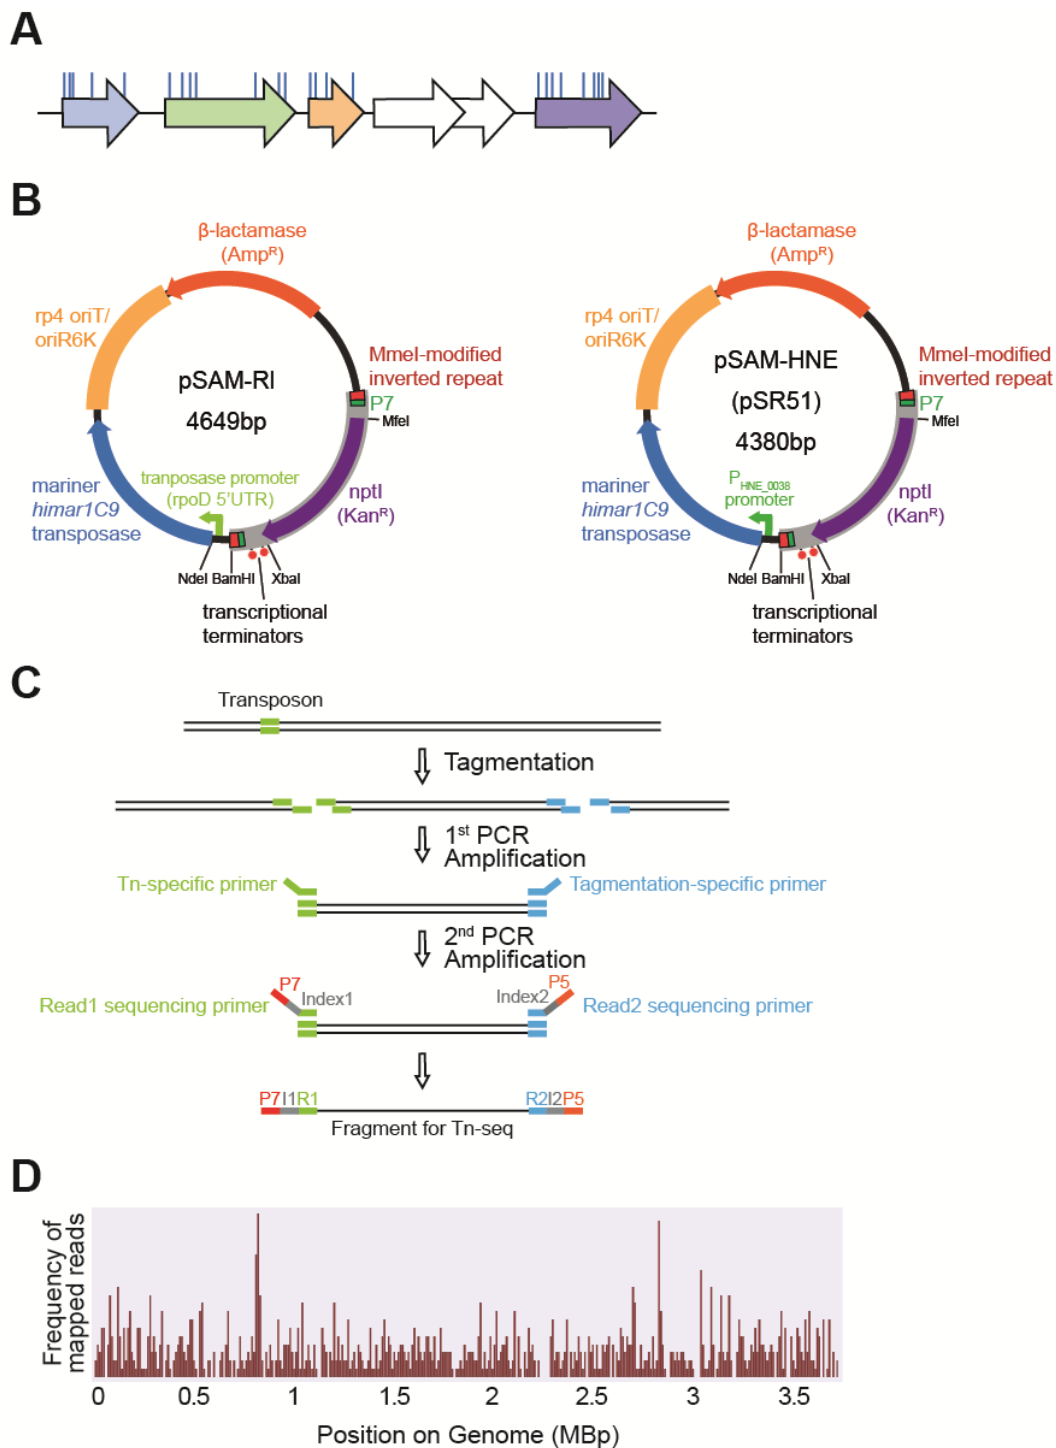 A
B
β-lactamase
(AmpR)
rp4 oriT/
oriR6K
MmeI-modified
inverted repeat
pSAM-RI
4649bp
P7
MfeI
tranposase promoter
(rpoD 5'UTR)
mariner
himar1C9
transposase
nptI
(KanR)
NdeI BamHI XbaI
transcriptional
terminators
β-lactamase
(AmpR)
rp4 oriT/
oriR6K
MmeI-modified
inverted repeat
pSAM-HNE
(pSR51)
4380bp
P7
MfeI
PHNE_0038
promoter
mariner
himar1C9
transposase
nptI
(KanR)
NdeI BamHI XbaI
transcriptional
terminators
C
Transposon
Tagmentation
1st PCR
Amplification
Tn-specific primer
Tagmentation-specific primer
2nd PCR
Amplification
P7
Index1
Index2
P5
Read1 sequencing primer
Read2 sequencing primer
P7I1R1
R2I2P5
Fragment for Tn-seq
D
Frequency of
mapped reads
0 0.5 1 1.5 2 2.5 3 3.5
Position on Genome (MBp)